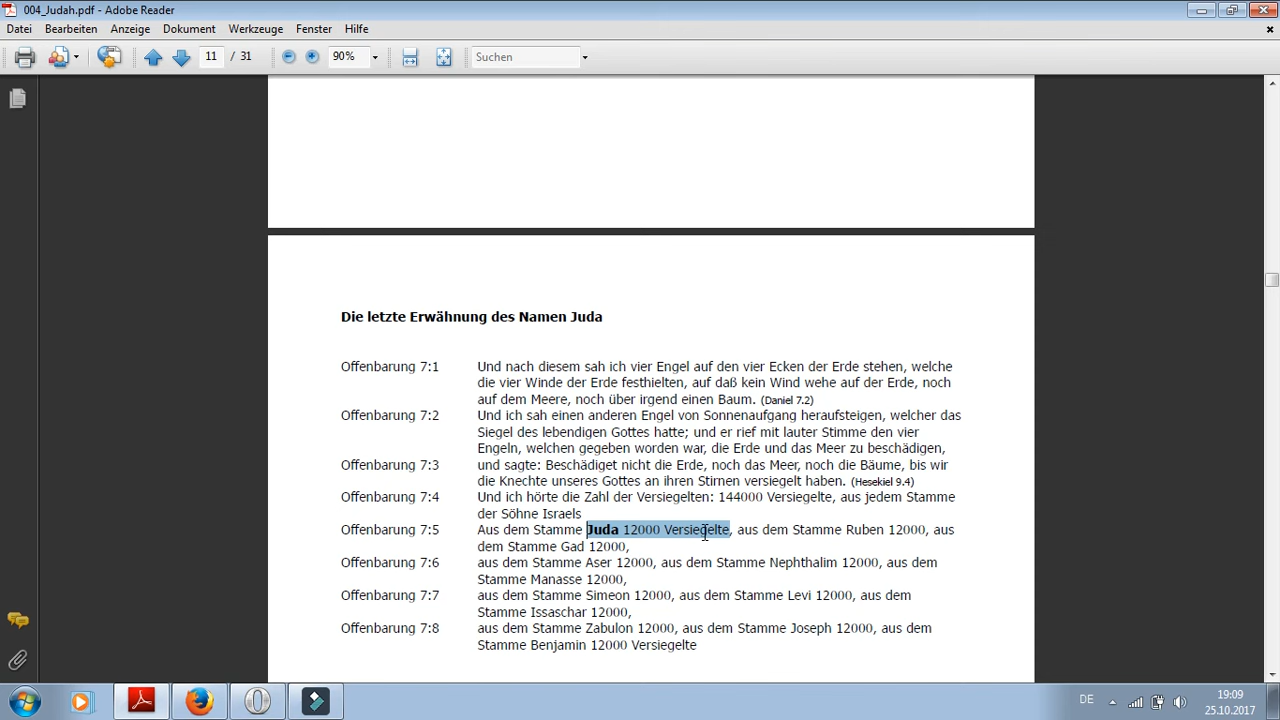 004_Judah.pdf - Adobe Reader
Datei Bearbeiten Anzeige Dokument Werkzeuge Fenster Hilfe
11 / 31 90% Suchen
Die letzte Erwähnung des Namen Juda
Offenbarung 7:1 Und nach diesem sah ich vier Engel auf den vier Ecken der Erde stehen, welche
die vier Winde der Erde festhielten, auf daß kein Wind wehe auf der Erde, noch
auf dem Meere, noch über irgend einen Baum. (Daniel 7.2)
Offenbarung 7:2 Und ich sah einen anderen Engel von Sonnenaufgang heraufsteigen, welcher das
Siegel des lebendigen Gottes hatte; und er rief mit lauter Stimme den vier
Engeln, welchen gegeben worden war, die Erde und das Meer zu beschädigen,
Offenbarung 7:3 und sagte: Beschädiget nicht die Erde, noch das Meer, noch die Bäume, bis wir
die Knechte unseres Gottes an ihren Stirnen versiegelt haben. (Hesekiel 9.4)
Offenbarung 7:4 Und ich hörte die Zahl der Versiegelten: 144000 Versiegelte, aus jedem Stamme
der Söhne Israels
Offenbarung 7:5 Aus dem Stamme Juda 12000 Versiegelte, aus dem Stamme Ruben 12000, aus
dem Stamme Gad 12000,
Offenbarung 7:6 aus dem Stamme Aser 12000, aus dem Stamme Nephthalim 12000, aus dem
Stamme Manasse 12000,
Offenbarung 7:7 aus dem Stamme Simeon 12000, aus dem Stamme Levi 12000, aus dem
Stamme Issaschar 12000,
Offenbarung 7:8 aus dem Stamme Zabulon 12000, aus dem Stamme Joseph 12000, aus dem
Stamme Benjamin 12000 Versiegelte
DE
19:09
25.10.2017